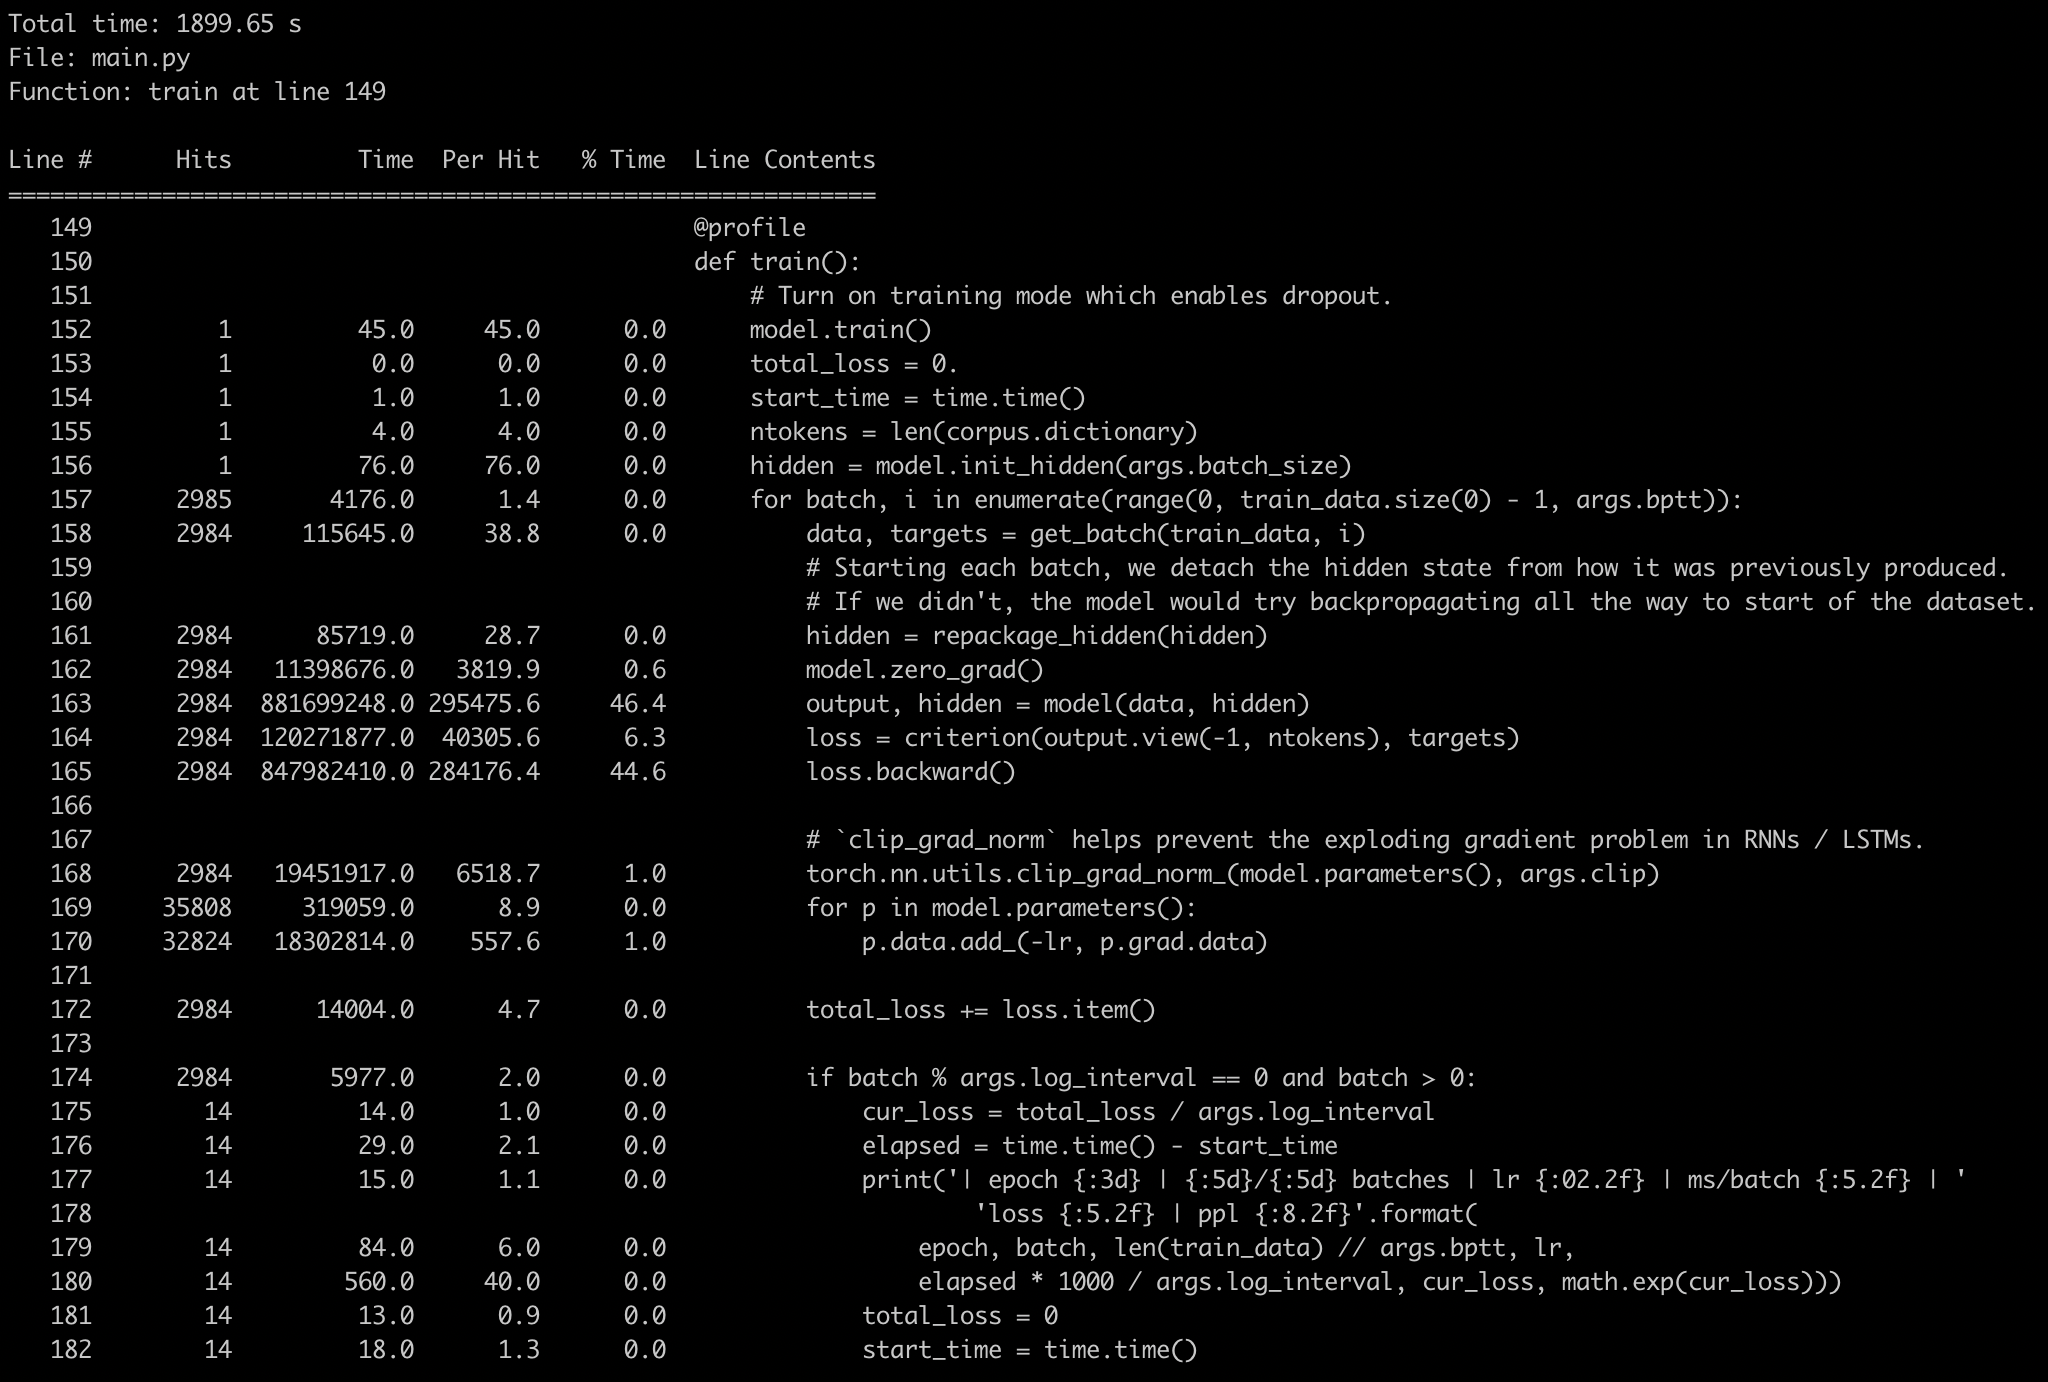 Total time: 1899.65 s
File: main.py
Function: train at line 149
Line #      Hits         Time  Per Hit   % Time  Line Contents
==============================================================
   149                                           @profile
   150                                           def train():
   151                                               # Turn on training mode which enables dropout.
   152         1         45.0     45.0      0.0      model.train()
   153         1          0.0      0.0      0.0      total_loss = 0.
   154         1          1.0      1.0      0.0      start_time = time.time()
   155         1          4.0      4.0      0.0      ntokens = len(corpus.dictionary)
   156         1         76.0     76.0      0.0      hidden = model.init_hidden(args.batch_size)
   157      2985       4176.0      1.4      0.0      for batch, i in enumerate(range(0, train_data.size(0) - 1, args.bptt)):
   158      2984     115645.0     38.8      0.0          data, targets = get_batch(train_data, i)
   159                                                   # Starting each batch, we detach the hidden state from how it was previously produced.
   160                                                   # If we didn't, the model would try backpropagating all the way to start of the dataset.
   161      2984      85719.0     28.7      0.0          hidden = repackage_hidden(hidden)
   162      2984   11398676.0   3819.9      0.6          model.zero_grad()
   163      2984  881699248.0 295475.6     46.4          output, hidden = model(data, hidden)
   164      2984  120271877.0  40305.6      6.3          loss = criterion(output.view(-1, ntokens), targets)
   165      2984  847982410.0 284176.4     44.6          loss.backward()
   166
   167                                                   # `clip_grad_norm` helps prevent the exploding gradient problem in RNNs / LSTMs.
   168      2984   19451917.0   6518.7      1.0          torch.nn.utils.clip_grad_norm_(model.parameters(), args.clip)
   169     35808     319059.0      8.9      0.0          for p in model.parameters():
   170     32824   18302814.0    557.6      1.0              p.data.add_(-lr, p.grad.data)
   171
   172      2984      14004.0      4.7      0.0          total_loss += loss.item()
   173
   174      2984       5977.0      2.0      0.0          if batch % args.log_interval == 0 and batch > 0:
   175        14         14.0      1.0      0.0              cur_loss = total_loss / args.log_interval
   176        14         29.0      2.1      0.0              elapsed = time.time() - start_time
   177        14         15.0      1.1      0.0              print('| epoch {:3d} | {:5d}/{:5d} batches | lr {:02.2f} | ms/batch {:5.2f} | '
   178                                                               'loss {:5.2f} | ppl {:8.2f}'.format(
   179        14         84.0      6.0      0.0                  epoch, batch, len(train_data) // args.bptt, lr,
   180        14        560.0     40.0      0.0                  elapsed * 1000 / args.log_interval, cur_loss, math.exp(cur_loss)))
   181        14         13.0      0.9      0.0              total_loss = 0
   182        14         18.0      1.3      0.0              start_time = time.time()